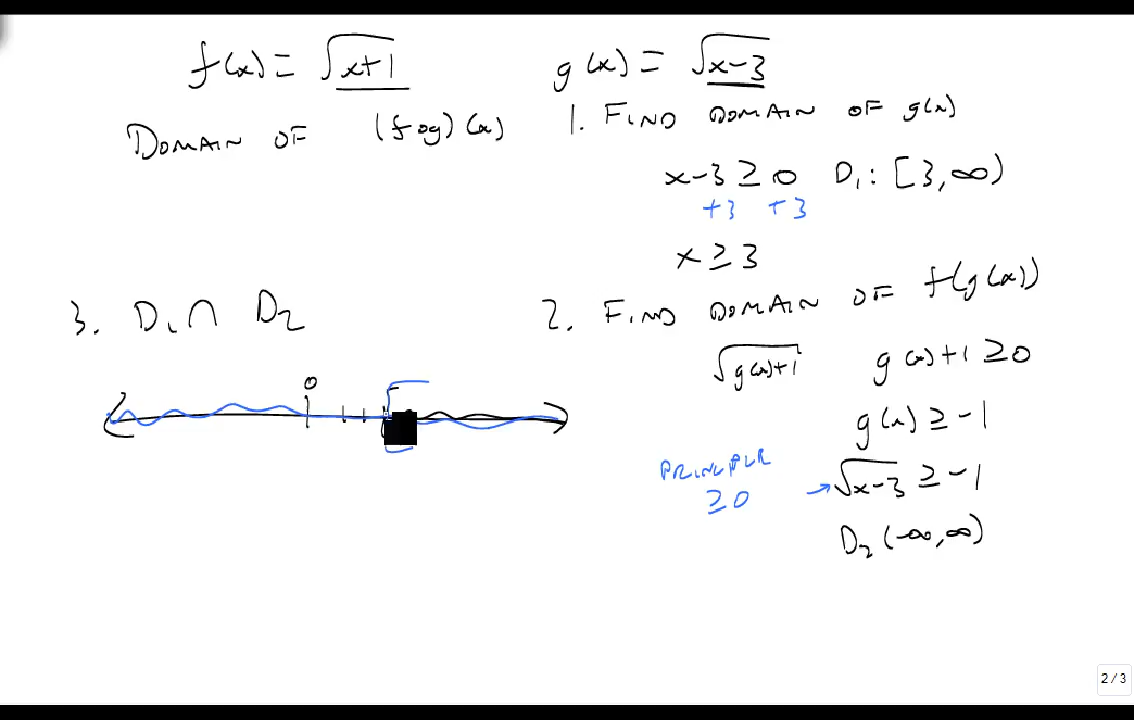 f(x) = √x+1 g(x) = √x-3
DOMAIN OF (fog)(x)
1. FIND DOMAIN OF g(x)
x-3 ≥ 0 D₁: [3,∞)
+3 +3
x ≥ 3
2. FIND DOMAIN OF f(g(x))
√g(x)+1 g(x)+1 ≥ 0
g(x) ≥ -1
√x-3 ≥ -1
PRINCIPLE
≥0
D₂ (-∞,∞)
3. D₁ ∩ D₂
0
2/3